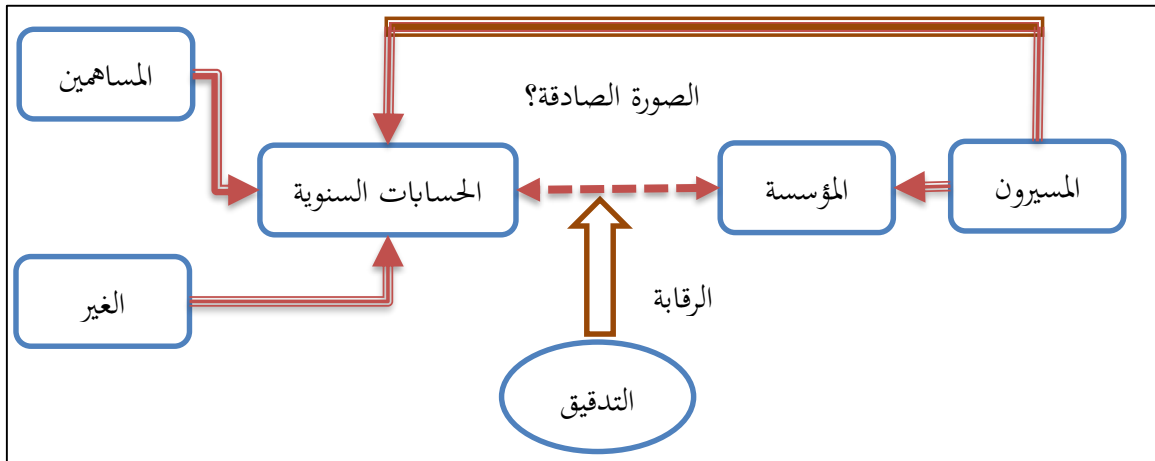 المساهمين
الصورة الصادقة؟
المسيرون
المؤسسة
الحسابات السنوية
الغير
الرقابة
التدقيق